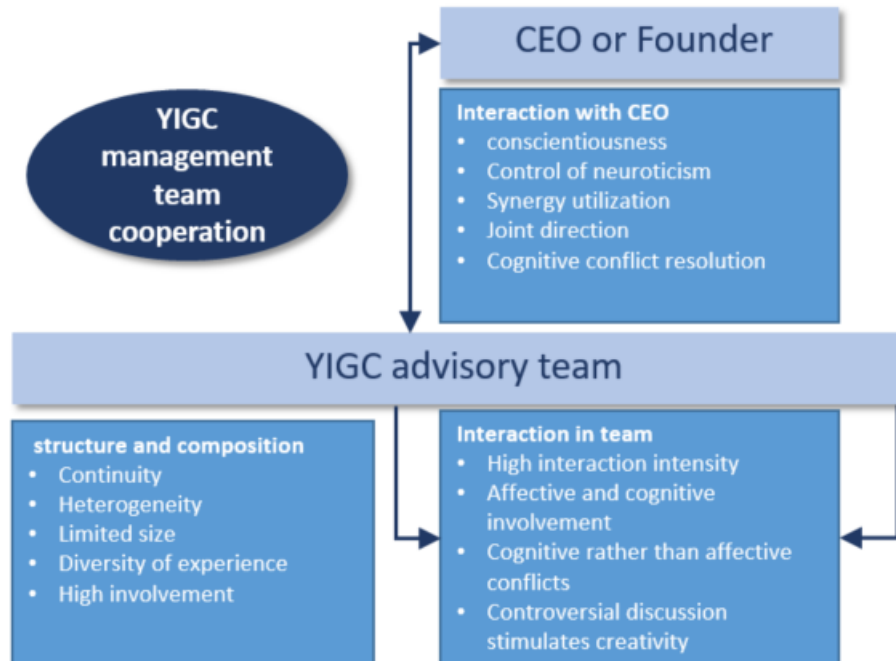 CEO or Founder
YIGC
management
team
cooperation
Interaction with CEO
• conscientiousness
• Control of neuroticism
• Synergy utilization
• Joint direction
• Cognitive conflict resolution
YIGC advisory team
structure and composition
• Continuity
• Heterogeneity
• Limited size
• Diversity of experience
• High involvement
Interaction in team
• High interaction intensity
• Affective and cognitive
involvement
• Cognitive rather than affective
conflicts
• Controversial discussion
stimulates creativity